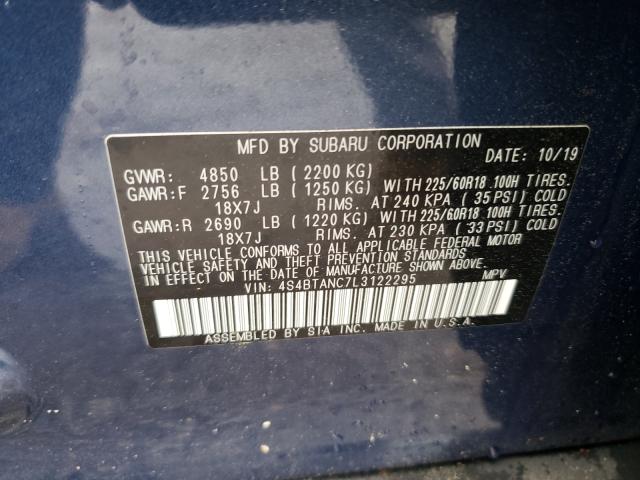 MFD BY SUBARU CORPORATION
DATE: 10/19
GVWR: 4850 LB (2200 KG)
GAWR:F 2756 LB (1250 KG) WITH 225/60R18 100H TIRES.
18X7J RIMS. AT 240 KPA (35 PSI) COLD
GAWR:R 2690 LB (1220 KG) WITH 225/60R18 100H TIRES.
18X7J RIMS. AT 230 KPA (33 PSI) COLD
THIS VEHICLE CONFORMS TO ALL APPLICABLE FEDERAL MOTOR
VEHICLE SAFETY AND THEFT PREVENTION STANDARDS
IN EFFECT ON THE DATE OF MANUFACTURE SHOWN ABOVE.
VIN: 4S4BTANC7L3122295 MPV
ASSEMBLED BY SIA INC. MADE IN U.S.A.